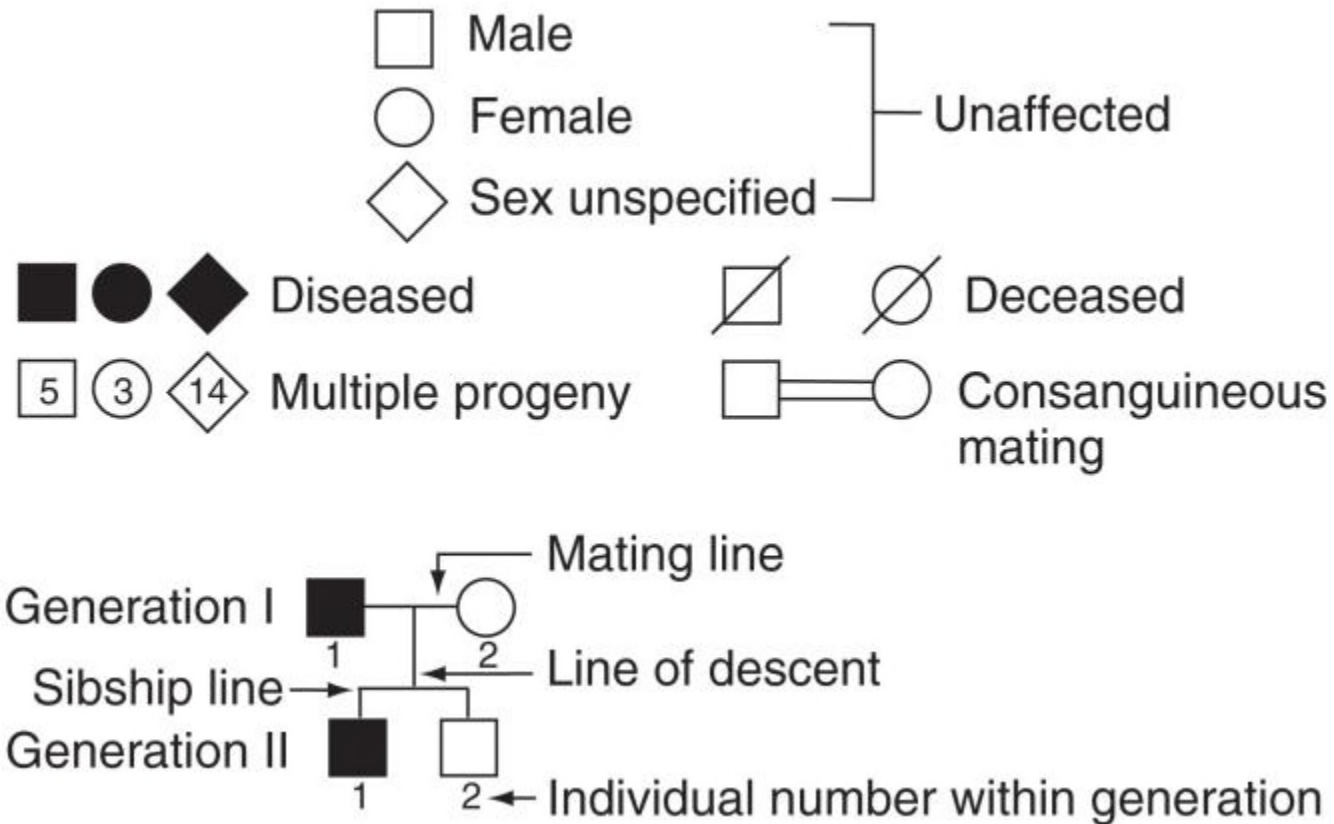 Male
Female
Unaffected
Sex unspecified
Diseased
Deceased
5 3 14 Multiple progeny
Consanguineous
mating
Mating line
Generation I
1 2
Line of descent
Sibship line
Generation II
1 2
Individual number within generation